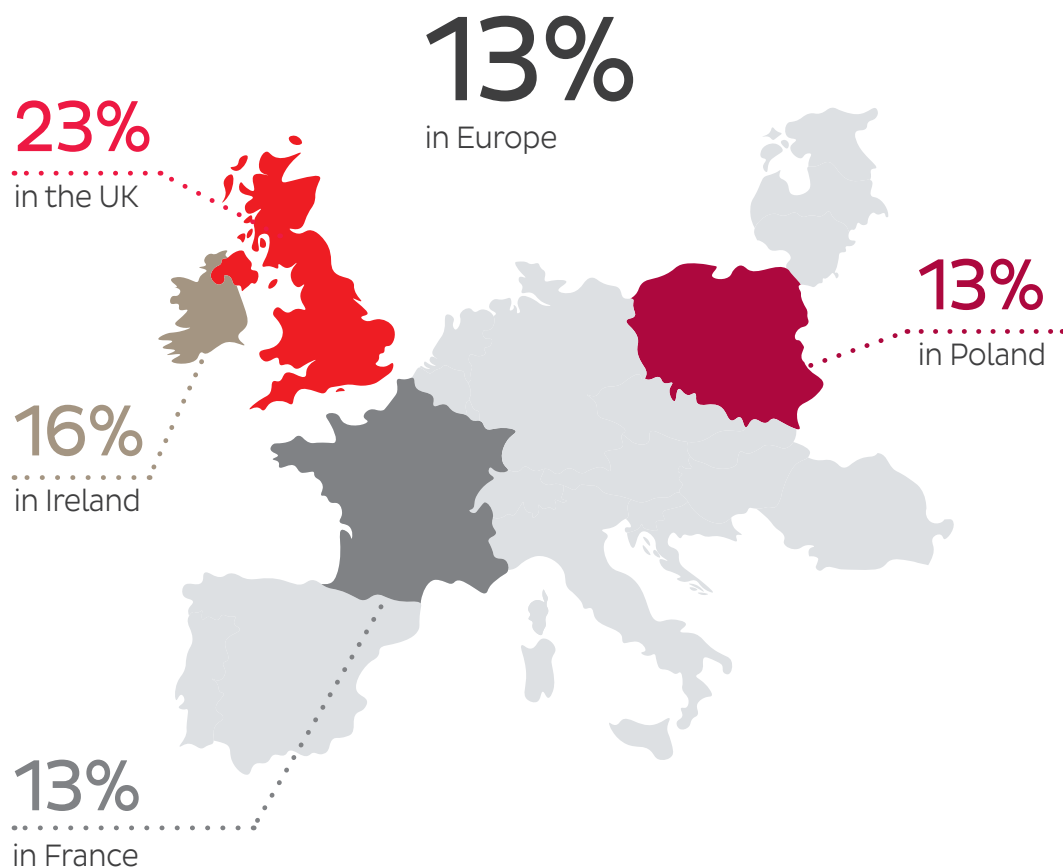 13%
in Europe
23%
in the UK
13%
in Poland
16%
in Ireland
13%
in France